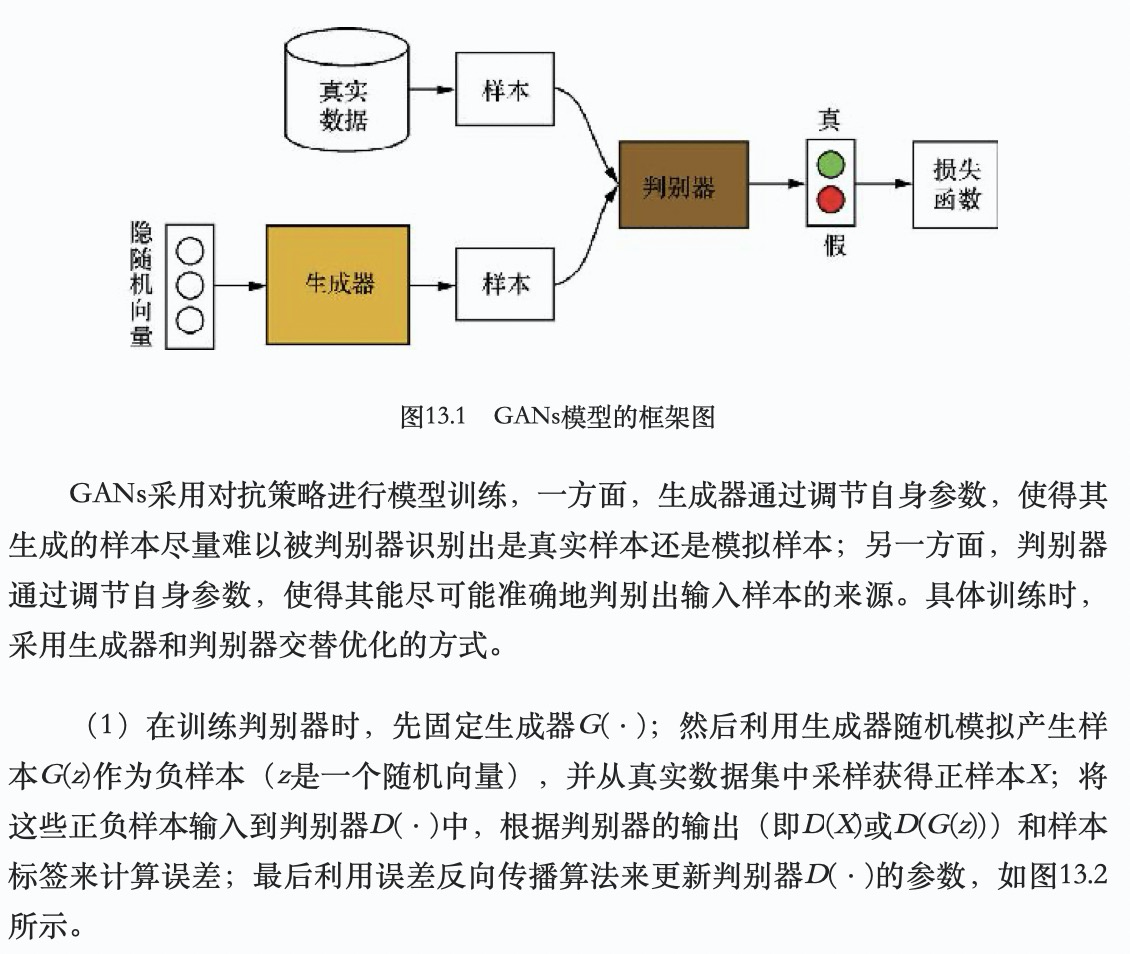 真实
数据
样本
真
判别器
损失
函数
假
隐随机向量
生成器
样本
图13.1 GANs模型的框架图
GANs采用对抗策略进行模型训练，一方面，生成器通过调节自身参数，使得其
生成的样本尽量难以被判别器识别出是真实样本还是模拟样本；另一方面，判别器
通过调节自身参数，使得其能尽可能准确地判别出输入样本的来源。具体训练时，
采用生成器和判别器交替优化的方式。
（1）在训练判别器时，先固定生成器G(·)；然后利用生成器随机模拟产生样
本G(z)作为负样本（z是一个随机向量），并从真实数据集中采样获得正样本X；将
这些正负样本输入到判别器D(·)中，根据判别器的输出（即D(X)或D(G(z))）和样本
标签来计算误差；最后利用误差反向传播算法来更新判别器D(·)的参数，如图13.2
所示。